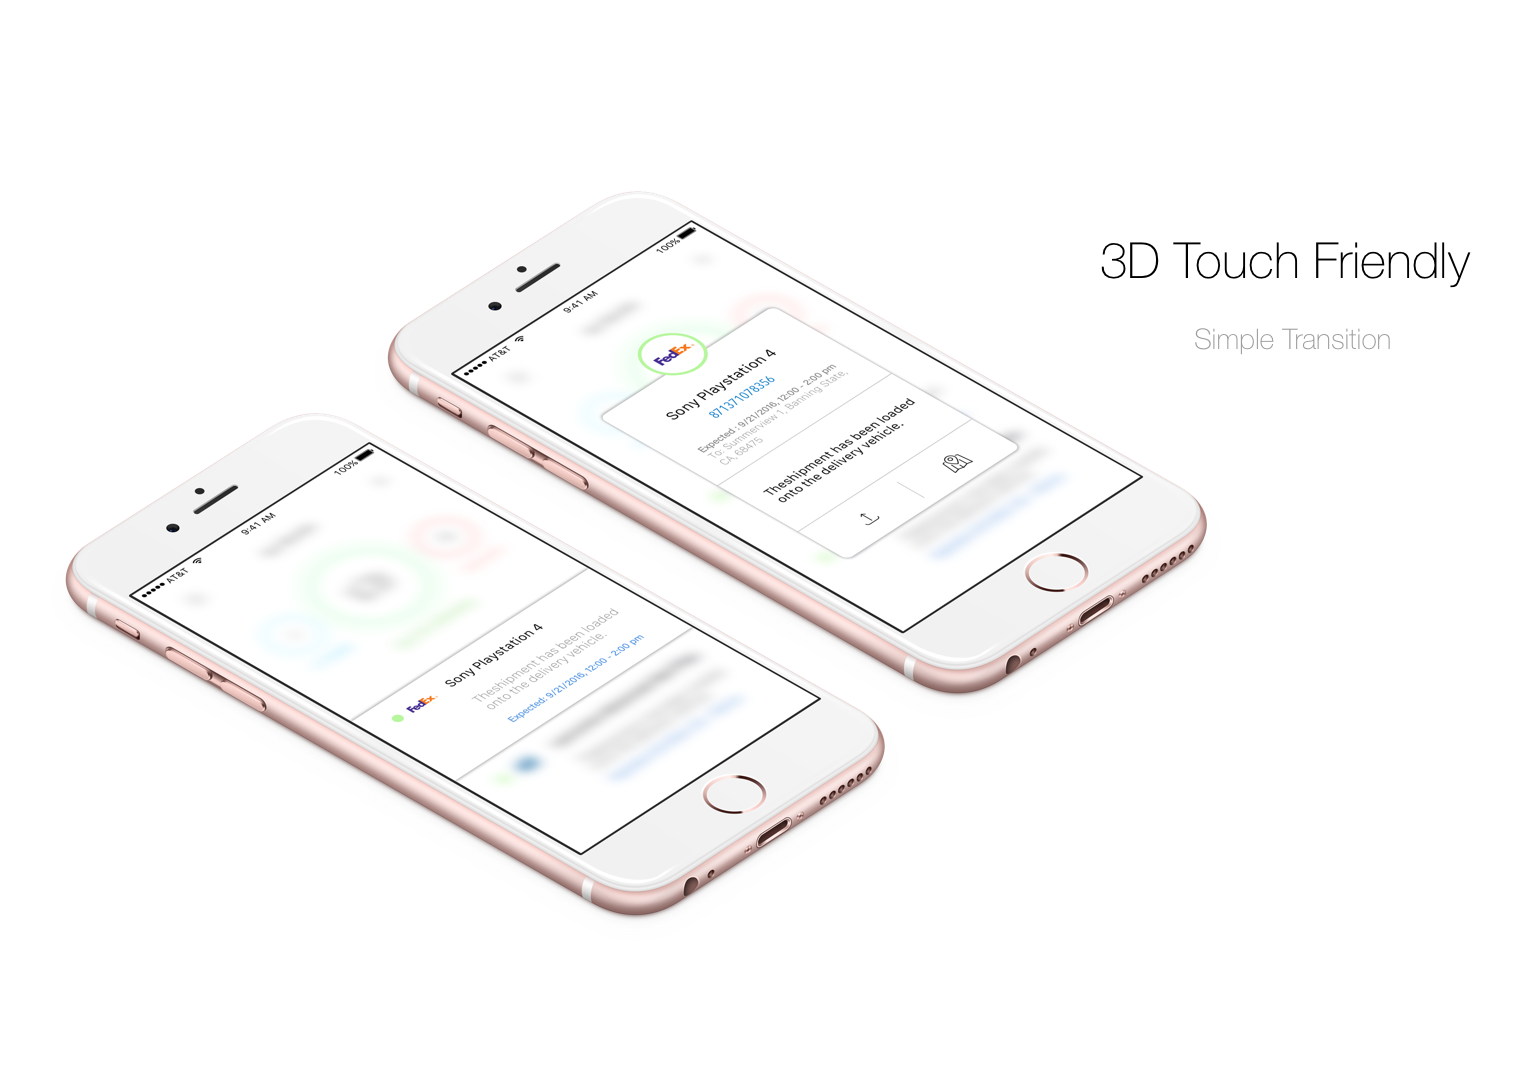 3D Touch Friendly
Simple Transition
AT&T
9:41 AM
100%
FedEx
Sony Playstation 4
871371078356
Expected : 9/21/2016, 12:00 - 2:00 pm
To: Summerview 1, Banning State,
CA, 68475
Theshipment has been loaded
onto the delivery vehicle.
AT&T
9:41 AM
100%
FedEx
Sony Playstation 4
Theshipment has been loaded
onto the delivery vehicle.
Expected: 9/21/2016, 12:00 - 2:00 pm